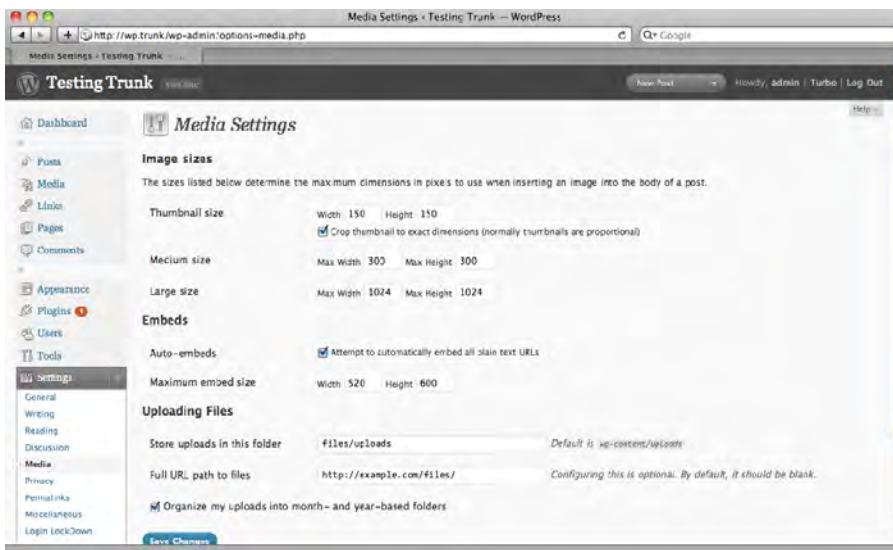 Media Settings ‹ Testing Trunk — WordPress
http://wp.trunk/wp-admin/options-media.php
Google
Media Settings ‹ Testing Trunk — ...
Testing Trunk
New Post
Howdy, admin | Turbo | Log Out
Help
Dashboard
Media Settings
Posts
Media
Links
Pages
Comments
Appearance
Plugins
Users
Tools
Settings
General
Writing
Reading
Discussion
Media
Privacy
Permalinks
Miscellaneous
Login LockDown
Image sizes
The sizes listed below determine the maximum dimensions in pixels to use when inserting an image into the body of a post.
Thumbnail size Width 150 Height 150
Crop thumbnail to exact dimensions (normally thumbnails are proportional)
Medium size Max Width 300 Max Height 300
Large size Max Width 1024 Max Height 1024
Embeds
Auto-embeds Attempt to automatically embed all plain text URLs
Maximum embed size Width 520 Height 600
Uploading Files
Store uploads in this folder files/uploads Default is wp-content/uploads
Full URL path to files http://example.com/files/ Configuring this is optional. By default, it should be blank.
Organize my uploads into month- and year-based folders
Save Changes